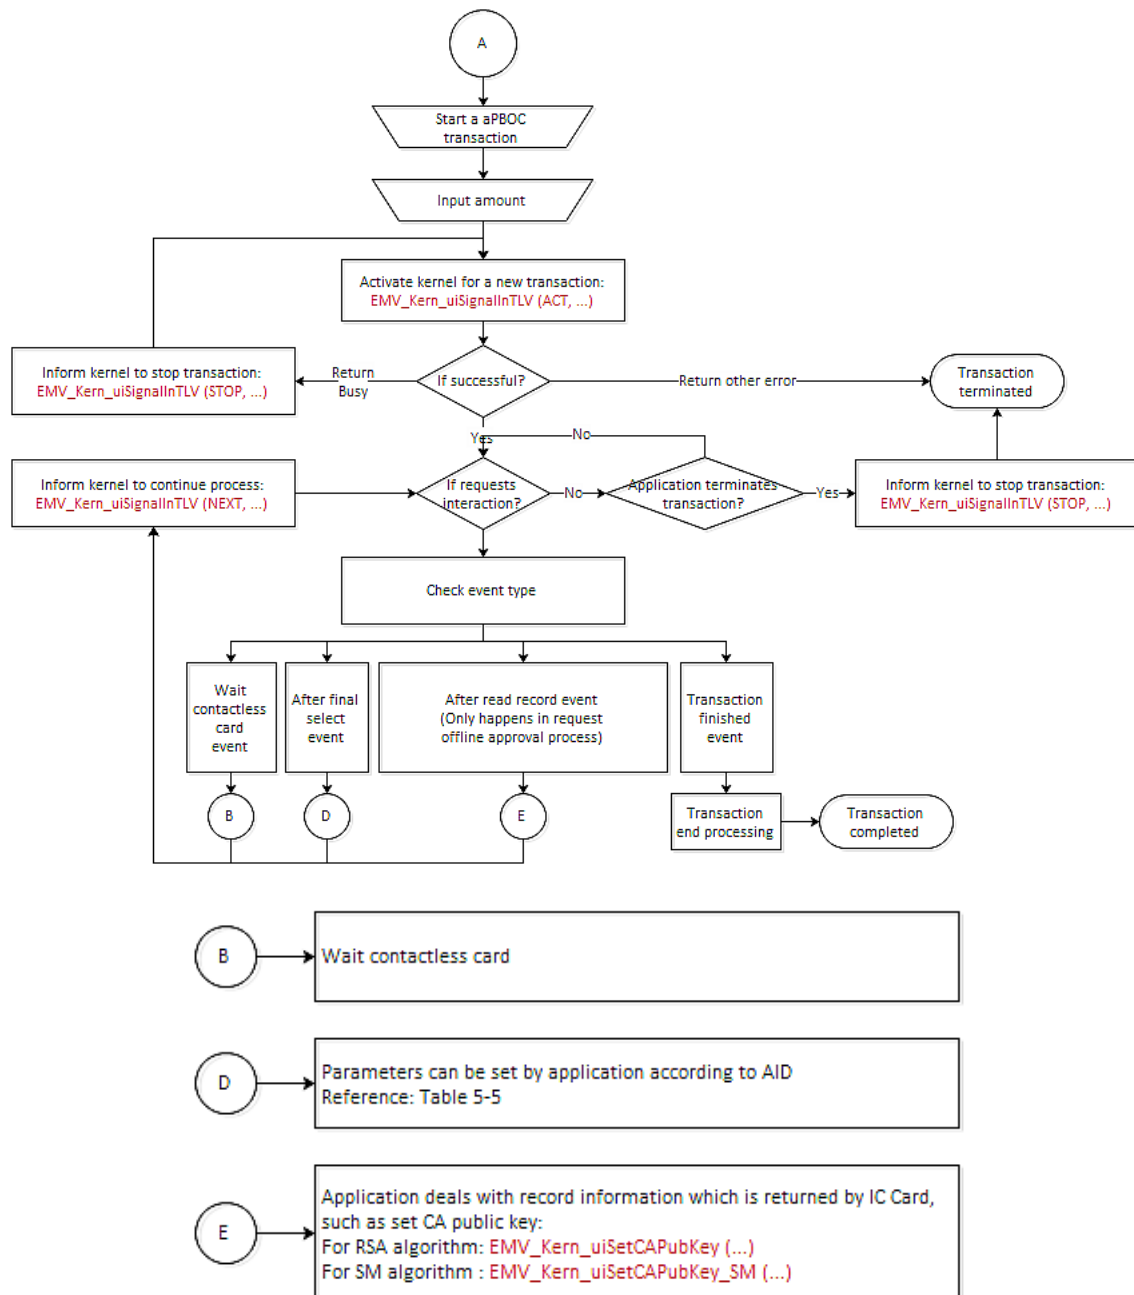 A
Start a aPBOC
transaction
Input amount
Activate kernel for a new transaction:
EMV_Kern_uiSignalInTLV (ACT, ...)
Inform kernel to stop transaction:
EMV_Kern_uiSignalInTLV (STOP, ...)
Return
Busy
If successful?
Return other error
Transaction
terminated
Yes
No
Inform kernel to continue process:
EMV_Kern_uiSignalInTLV (NEXT, ...)
If requests
interaction?
No
Application terminates
transaction?
Yes
Inform kernel to stop transaction:
EMV_Kern_uiSignalInTLV (STOP, ...)
Check event type
Wait
contactless
card
event
After final
select
event
After read record event
(Only happens in request
offline approval process)
Transaction
finished
event
B
D
E
Transaction
end processing
Transaction
completed
B
Wait contactless card
D
Parameters can be set by application according to AID
Reference: Table 5-5
E
Application deals with record information which is returned by IC Card,
such as set CA public key:
For RSA algorithm: EMV_Kern_uiSetCAPubKey (...)
For SM algorithm : EMV_Kern_uiSetCAPubKey_SM (...)